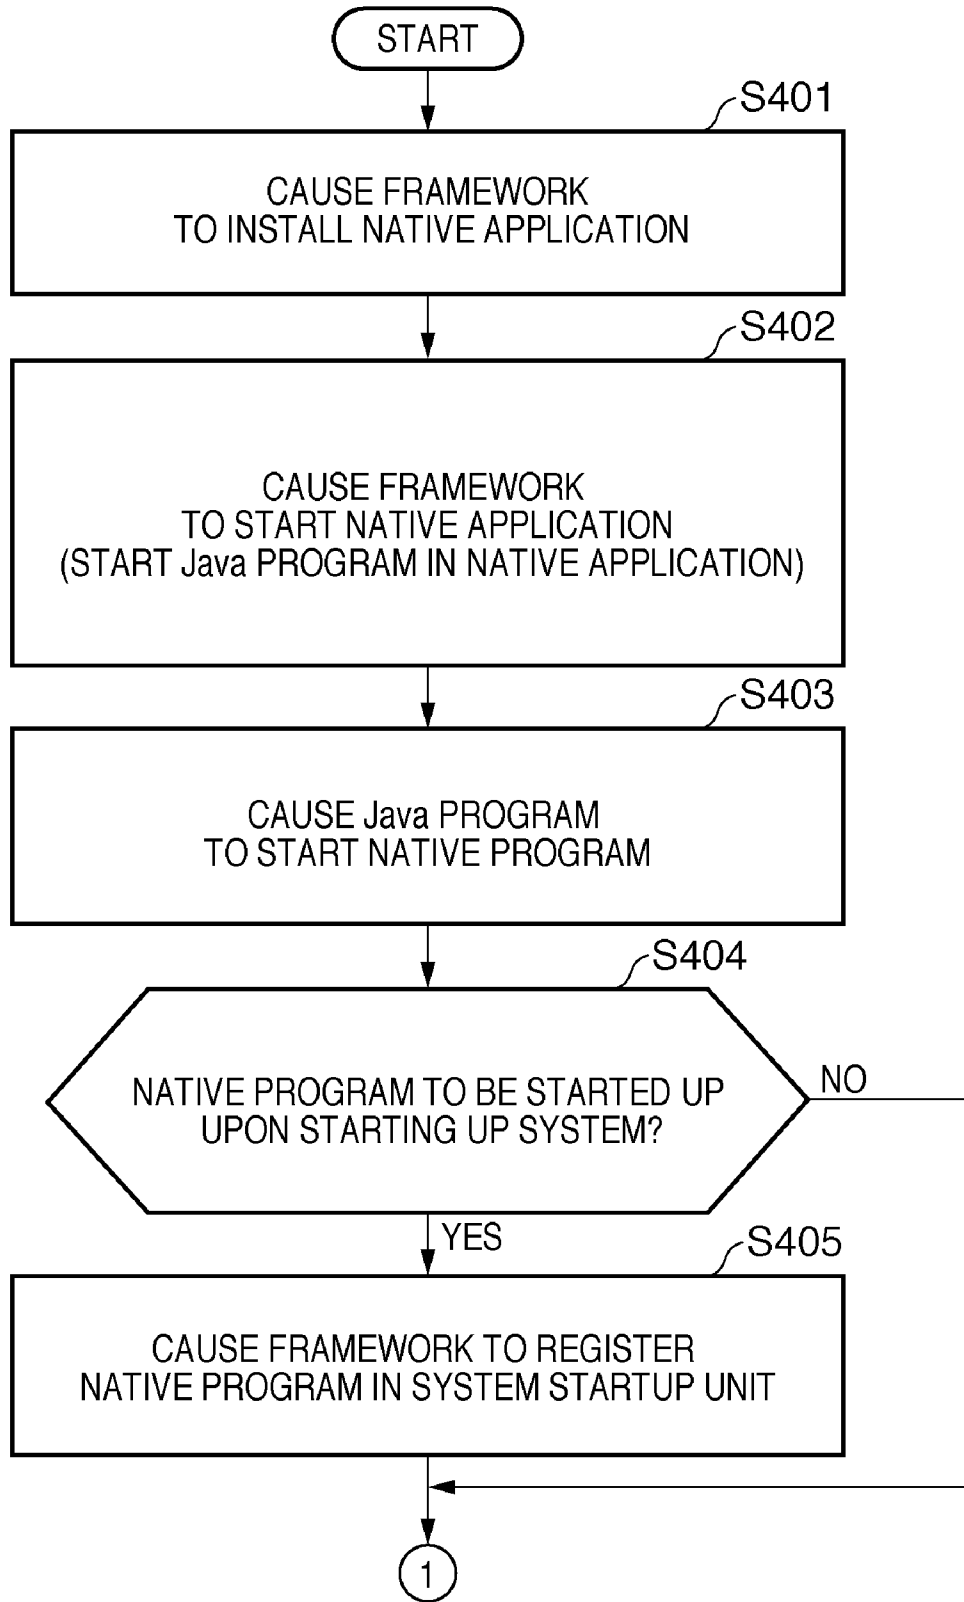 START
S401
CAUSE FRAMEWORK
TO INSTALL NATIVE APPLICATION
S402
CAUSE FRAMEWORK
TO START NATIVE APPLICATION
(START Java PROGRAM IN NATIVE APPLICATION)
S403
CAUSE Java PROGRAM
TO START NATIVE PROGRAM
S404
NATIVE PROGRAM TO BE STARTED UP
UPON STARTING UP SYSTEM?
NO
YES
S405
CAUSE FRAMEWORK TO REGISTER
NATIVE PROGRAM IN SYSTEM STARTUP UNIT
1